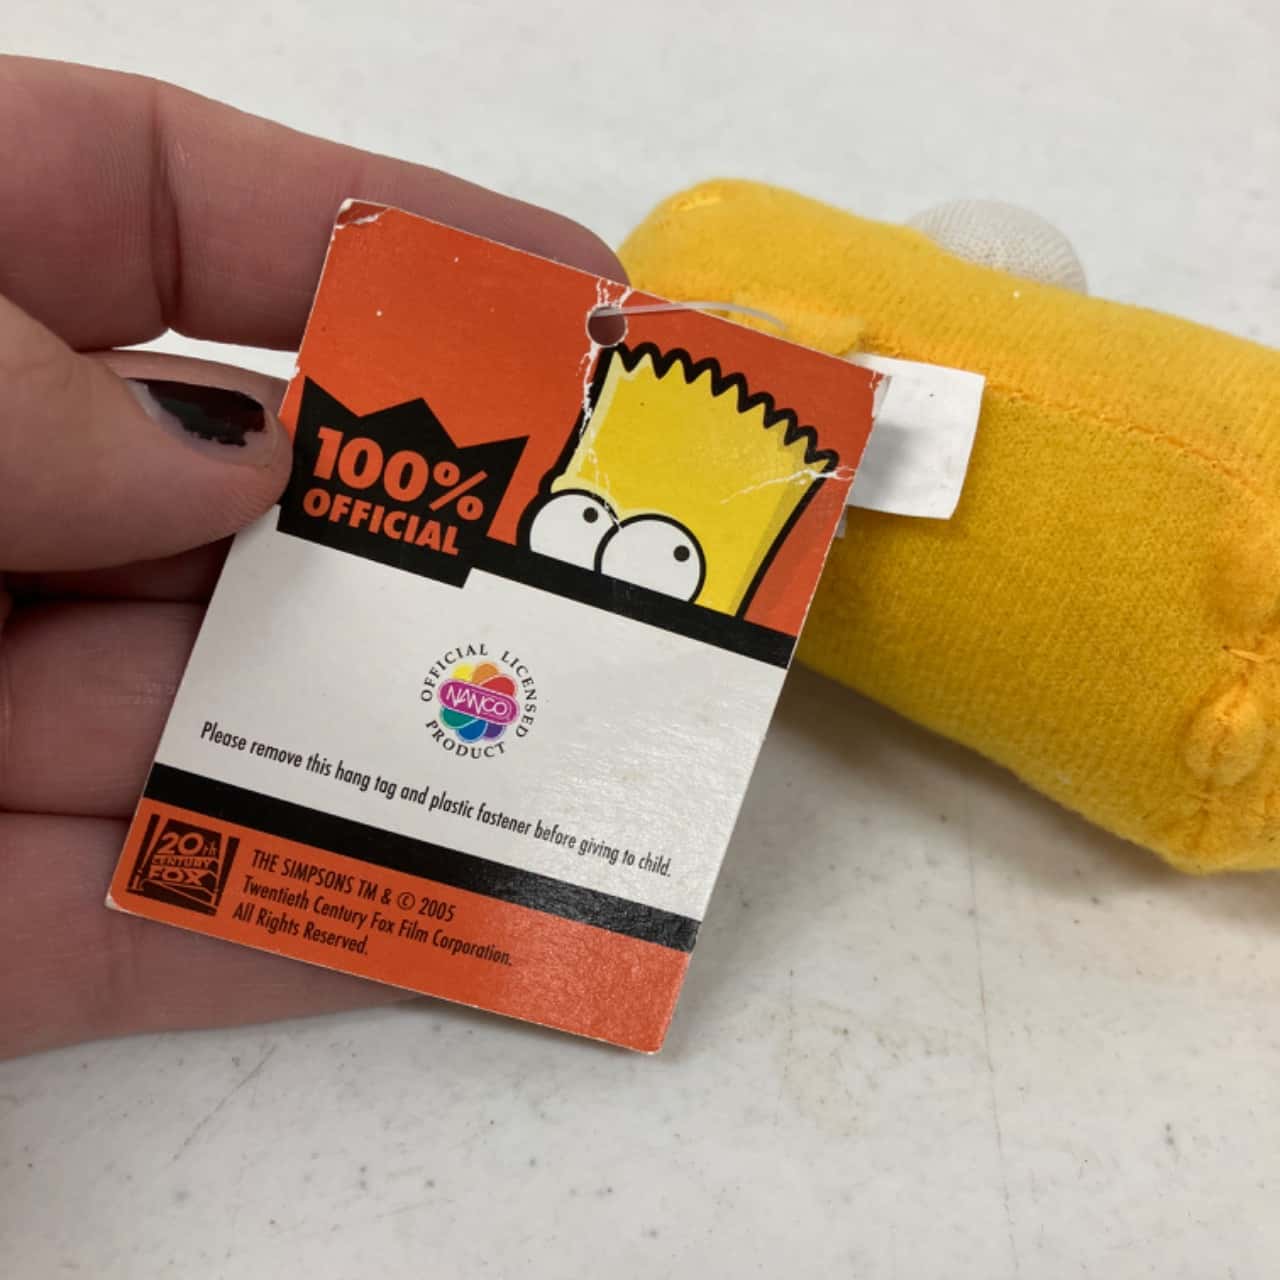 100%
OFFICIAL
OFFICIAL LICENSED
NANCO
PRODUCT
Please remove this hang tag and plastic fastener before giving to child.
20th
CENTURY
FOX
THE SIMPSONS TM & © 2005
Twentieth Century Fox Film Corporation.
All Rights Reserved.